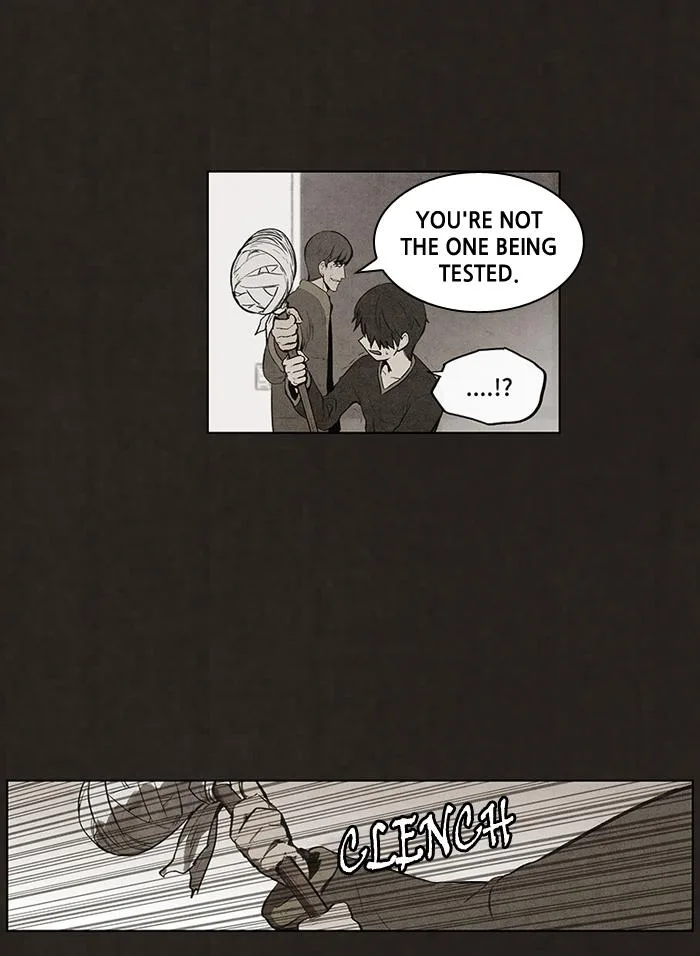 YOU'RE NOT
THE ONE BEING
TESTED.
....!?
CLENCH